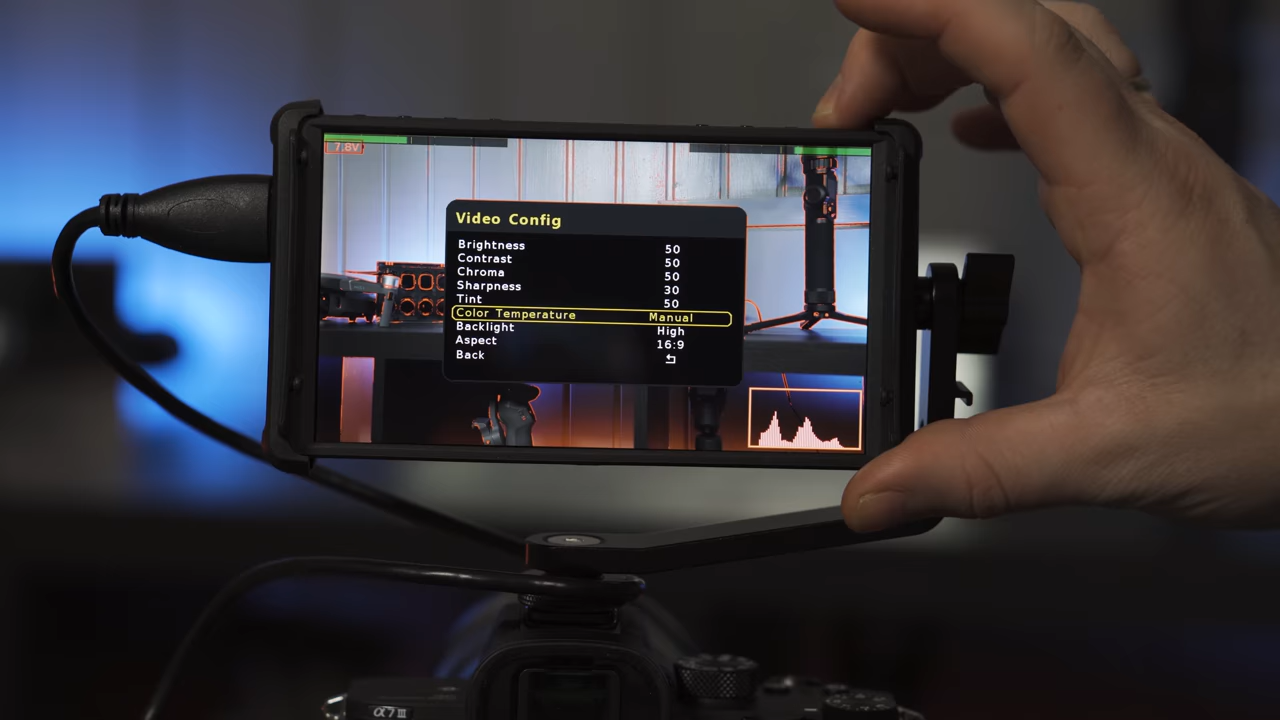 7.8V
Video Config
Brightness 50
Contrast 50
Chroma 50
Sharpness 30
Tint 50
Color Temperature Manual
Backlight High
Aspect 16:9
Back ↩
α7III